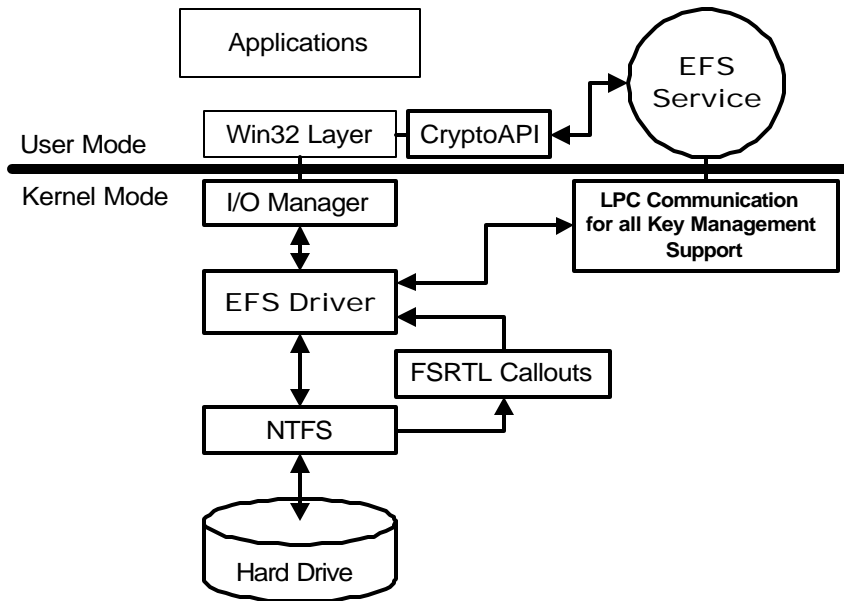 Applications
EFS
Service
Win32 Layer
CryptoAPI
User Mode
Kernel Mode
I/O Manager
LPC Communication
for all Key Management
Support
EFS Driver
FSRTL Callouts
NTFS
Hard Drive